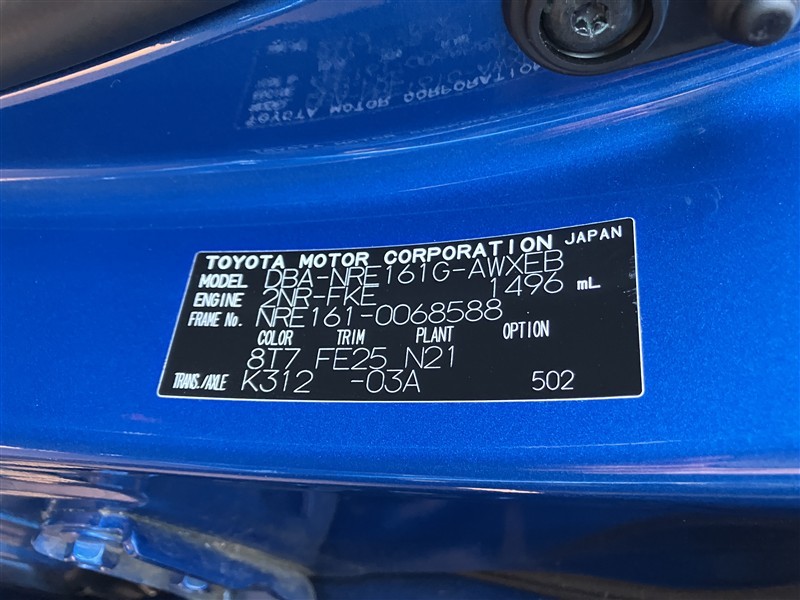 TOYOTA MOTOR CORPORATION JAPAN
MODEL DBA-NRE161G-AWXEB
ENGINE 2NR-FKE 1496 mL
FRAME No. NRE161-0068588
COLOR TRIM PLANT OPTION
8T7 FE25 N21
TRANS./AXLE K312 -03A 502